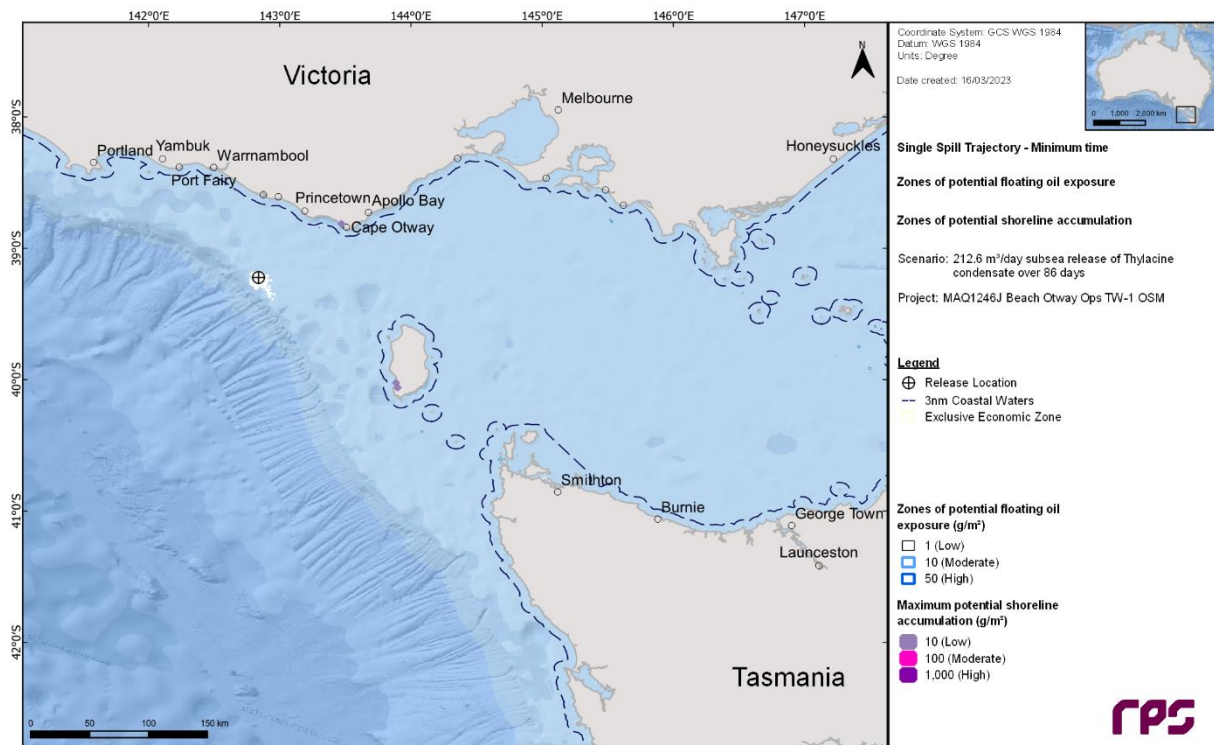 142°0'E 143°0'E 144°0'E 145°0'E 146°0'E 147°0'E
38°0'S
39°0'S
40°0'S
41°0'S
42°0'S
Victoria
N
Melbourne
Portland
Yambuk
Warrnambool
Port Fairy
Princetown
Apollo Bay
Cape Otway
Honeysuckles
Smithton
Burnie
George Town
Launceston
Tasmania
0 50 100 150 km
Coordinate System: GCS WGS 1984
Datum: WGS 1984
Units: Degree
Date created: 16/03/2023
0 1,000 2,000 km
Single Spill Trajectory - Minimum time
Zones of potential floating oil exposure
Zones of potential shoreline accumulation
Scenario: 212.6 m³/day subsea release of Thylacine
condensate over 86 days
Project: MAQ1246J Beach Otway Ops TW-1 OSM
Legend
Release Location
3nm Coastal Waters
Exclusive Economic Zone
Zones of potential floating oil
exposure (g/m²)
1 (Low)
10 (Moderate)
50 (High)
Maximum potential shoreline
accumulation (g/m²)
10 (Low)
100 (Moderate)
1,000 (High)
rps